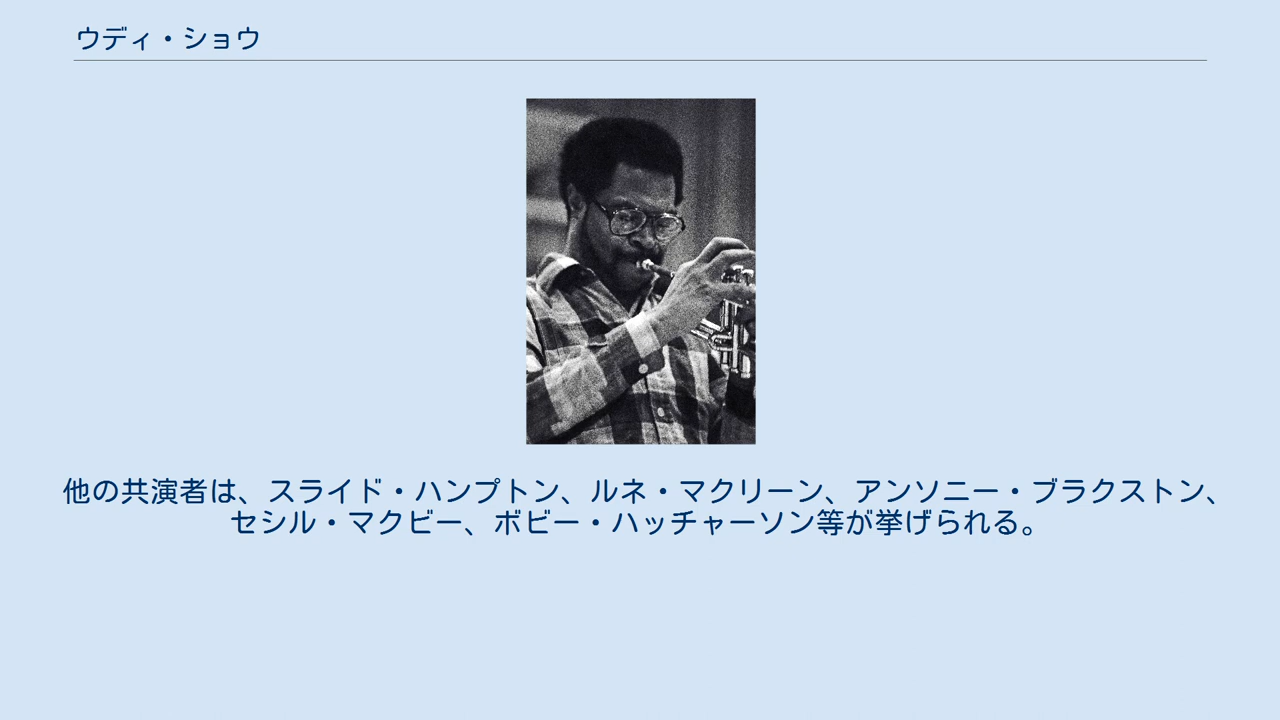 ウディ・ショウ
他の共演者は、スライド・ハンプトン、ルネ・マクリーン、アンソニー・ブラクストン、
セシル・マクビー、ボビー・ハッチャーソン等が挙げられる。